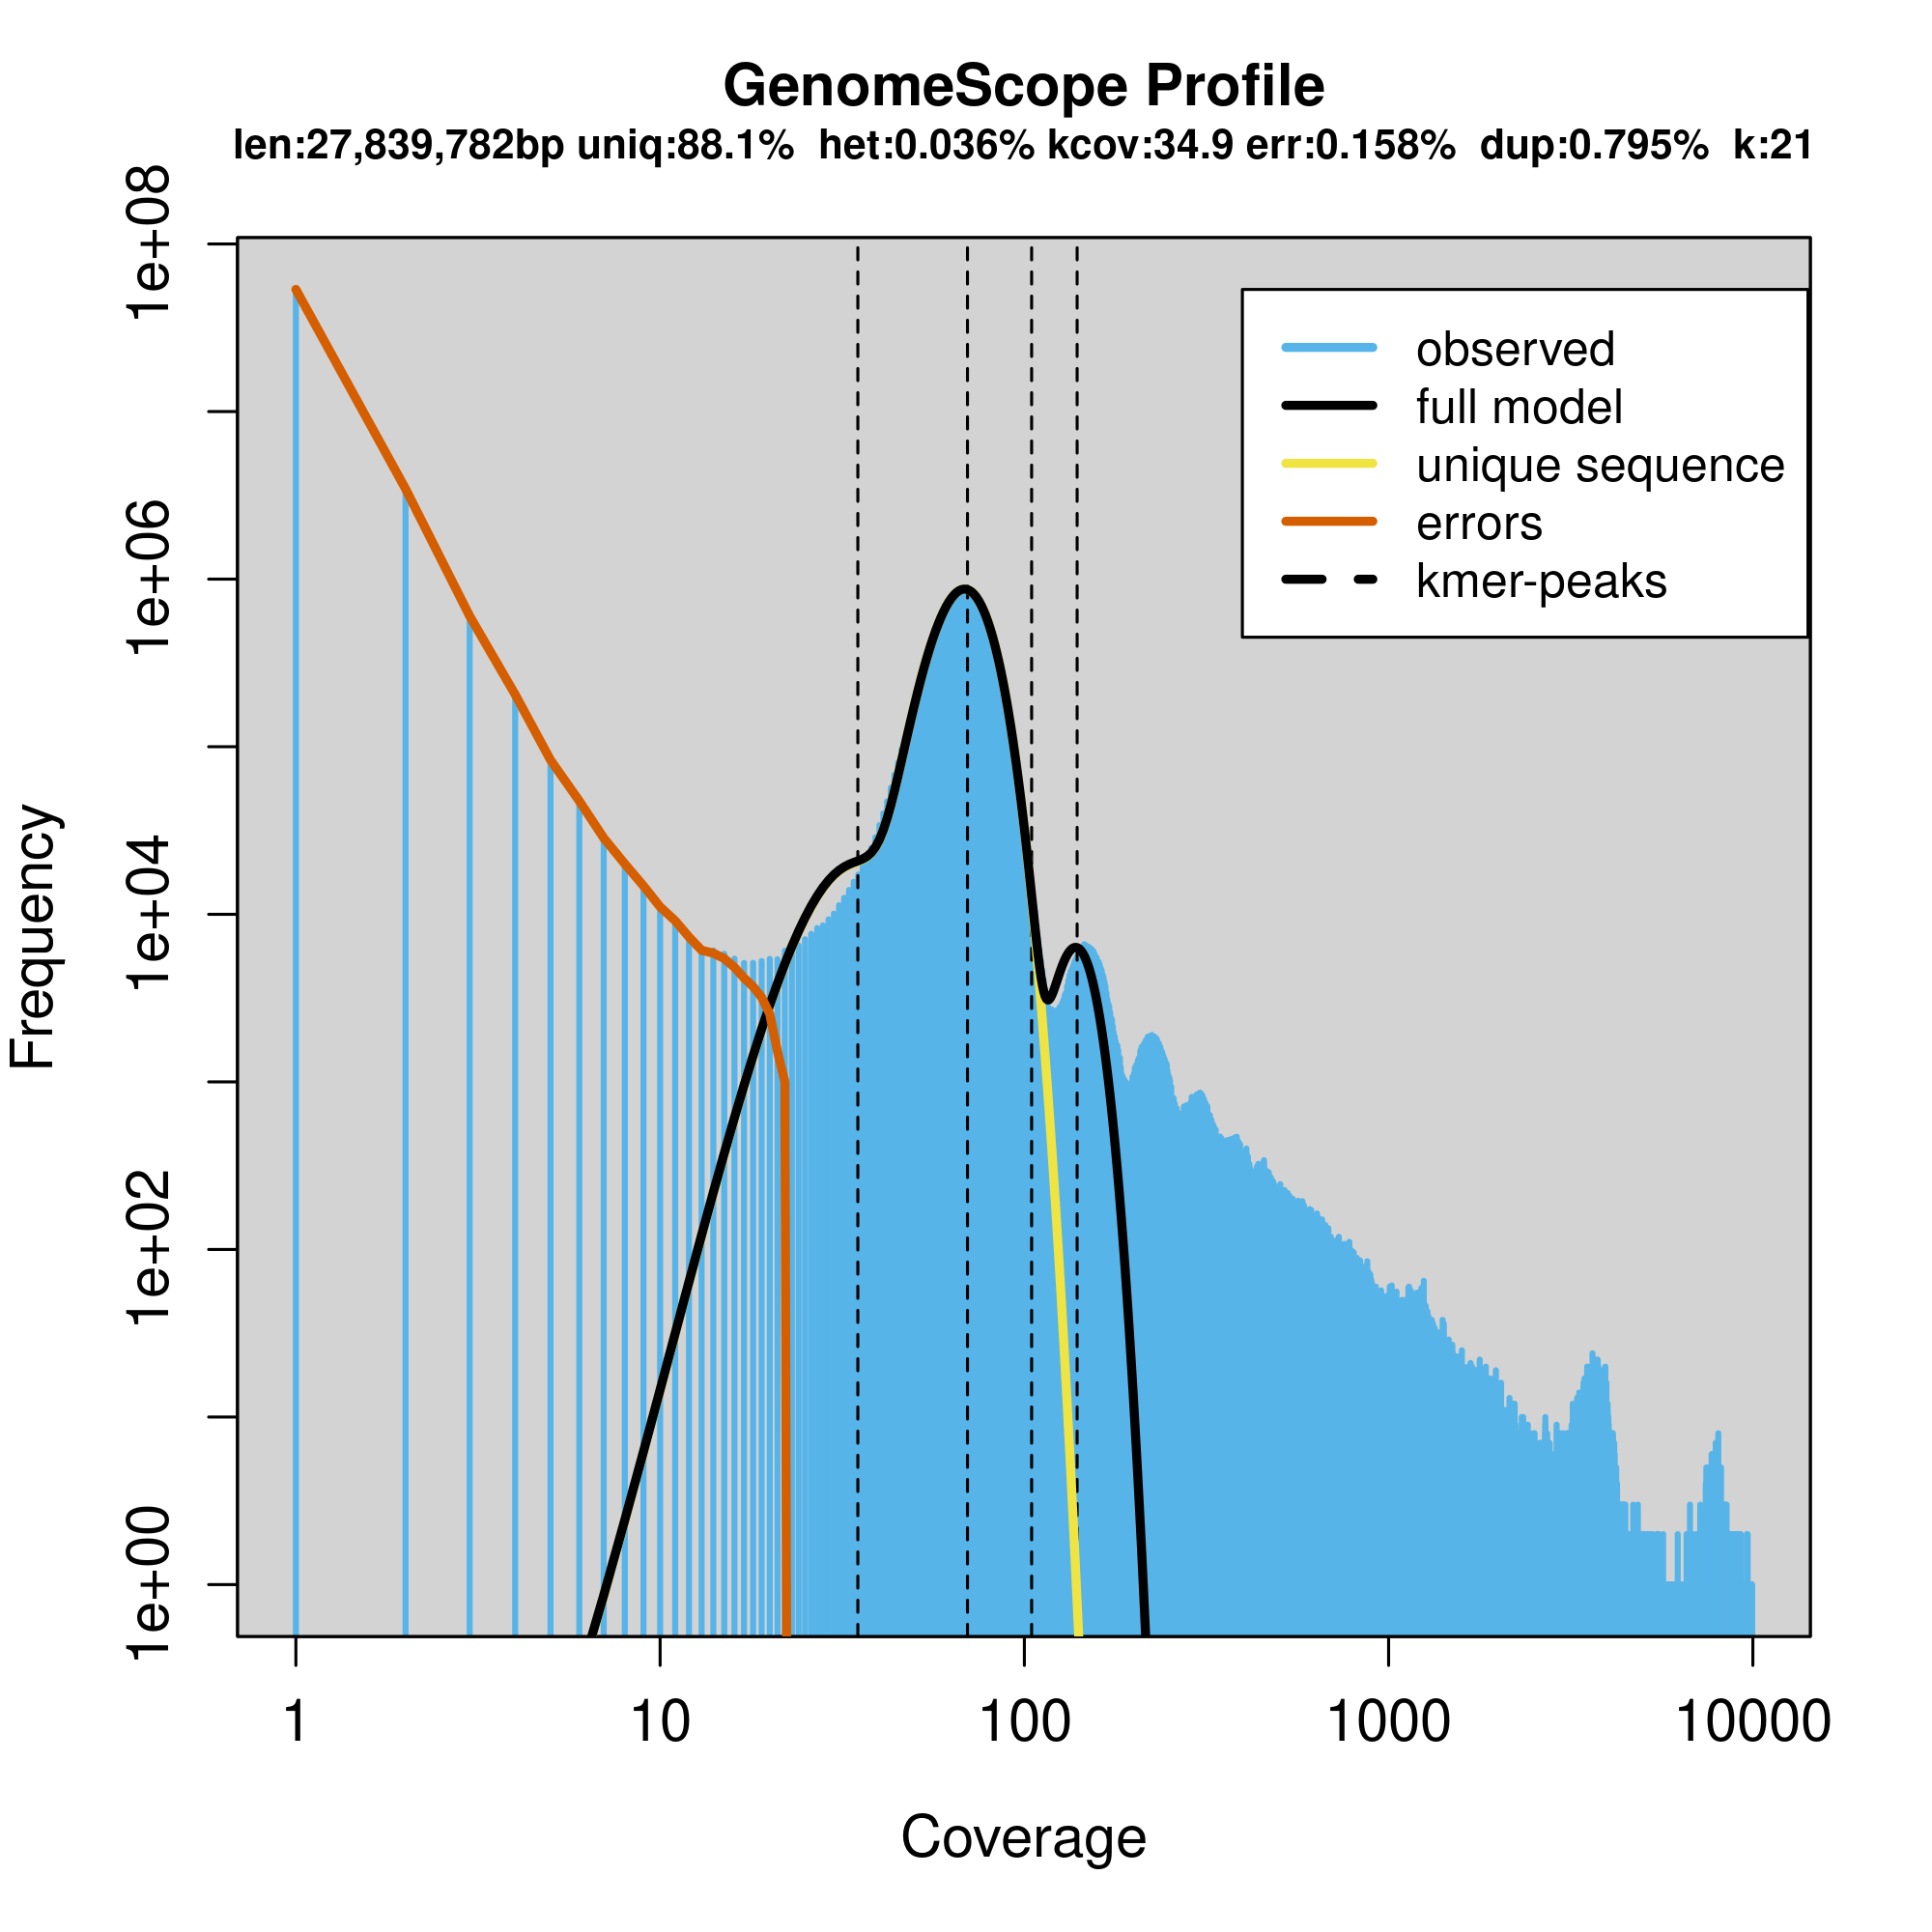 GenomeScope Profile
len:27,839,782bp uniq:88.1% het:0.036% kcov:34.9 err:0.158% dup:0.795% k:21
1e+08
1e+06
1e+04
1e+02
1e+00
Frequency
observed
full model
unique sequence
errors
kmer-peaks
1
10
100
1000
10000
Coverage